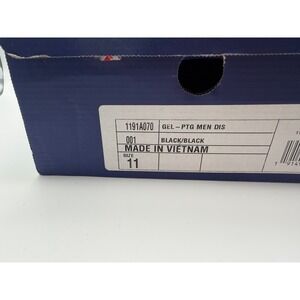 1191A070 GEL-PTG MEN DIS
001 BLACK/BLACK
MADE IN VIETNAM
SIZE
11